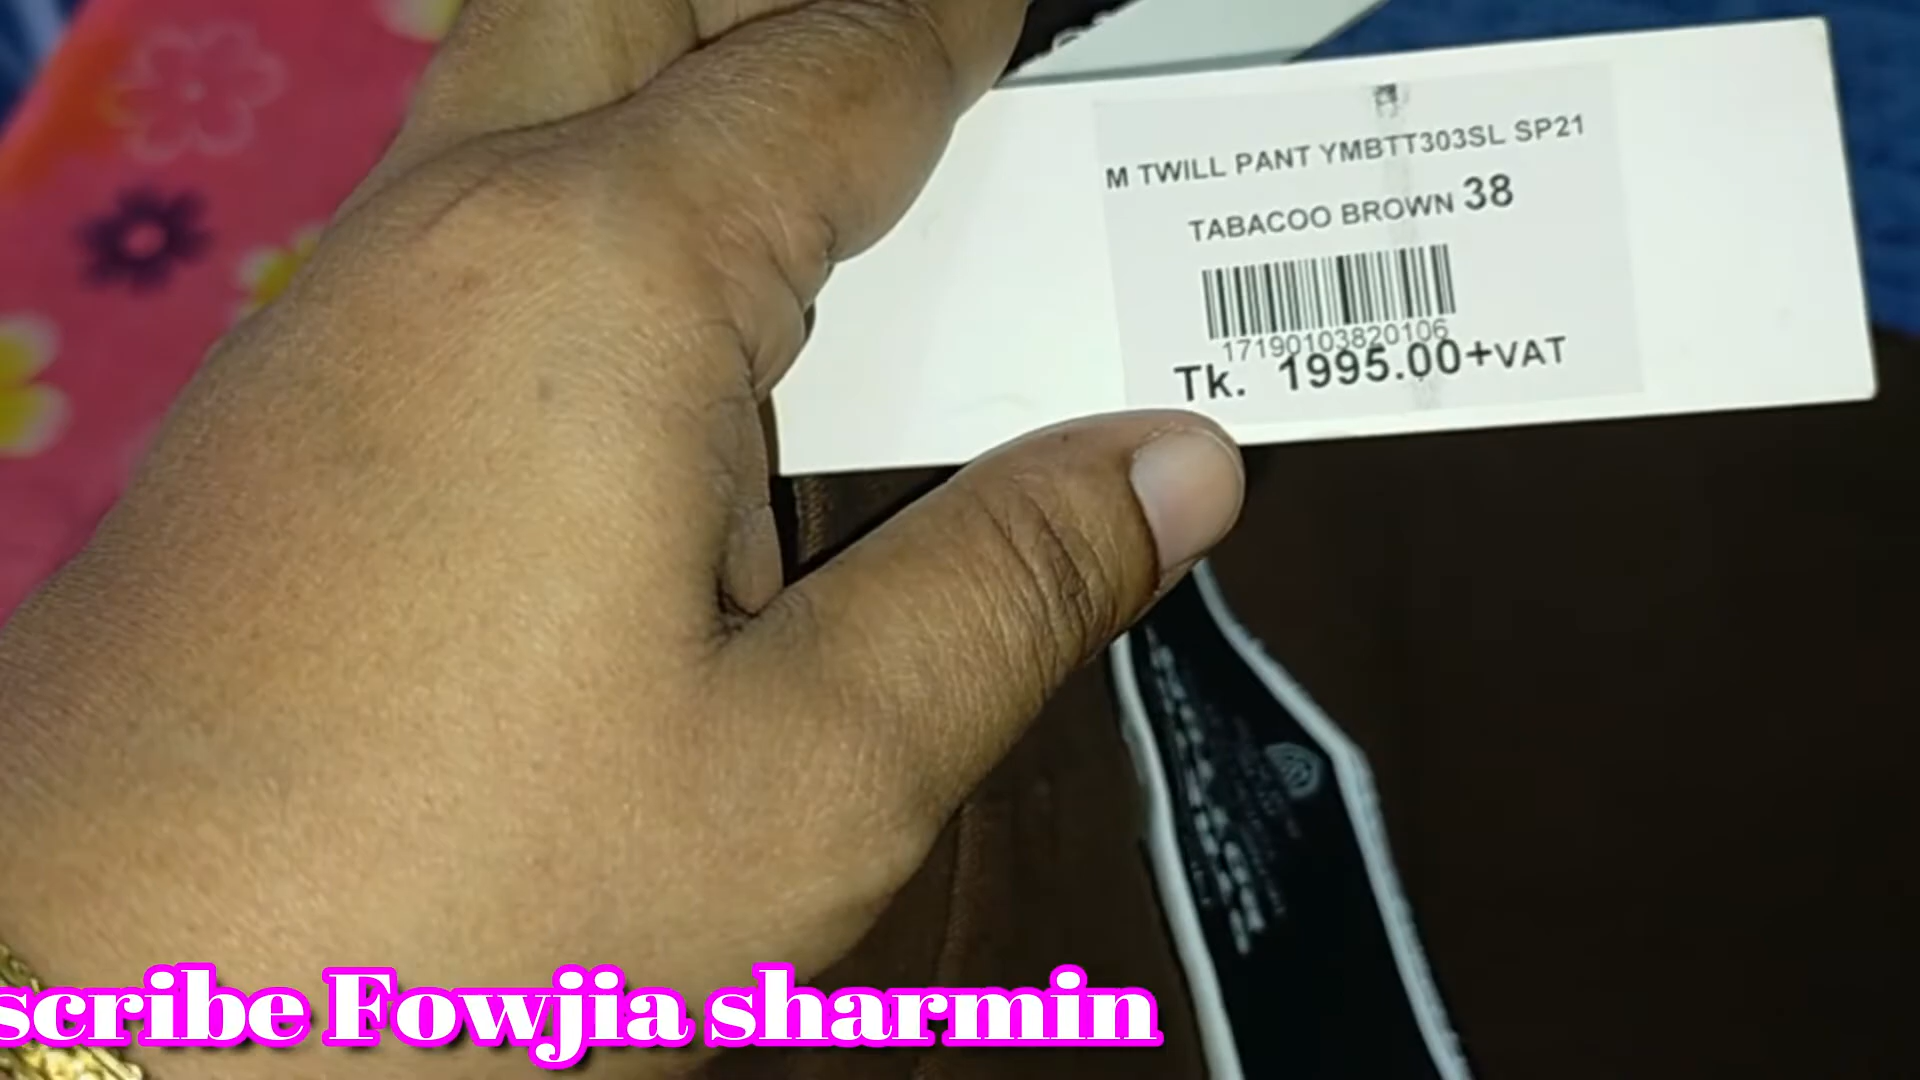 M TWILL PANT YMBTT303SL SP21
TABACOO BROWN 38
17190103820106
Tk. 1995.00+VAT
scribe Fowjia sharmin